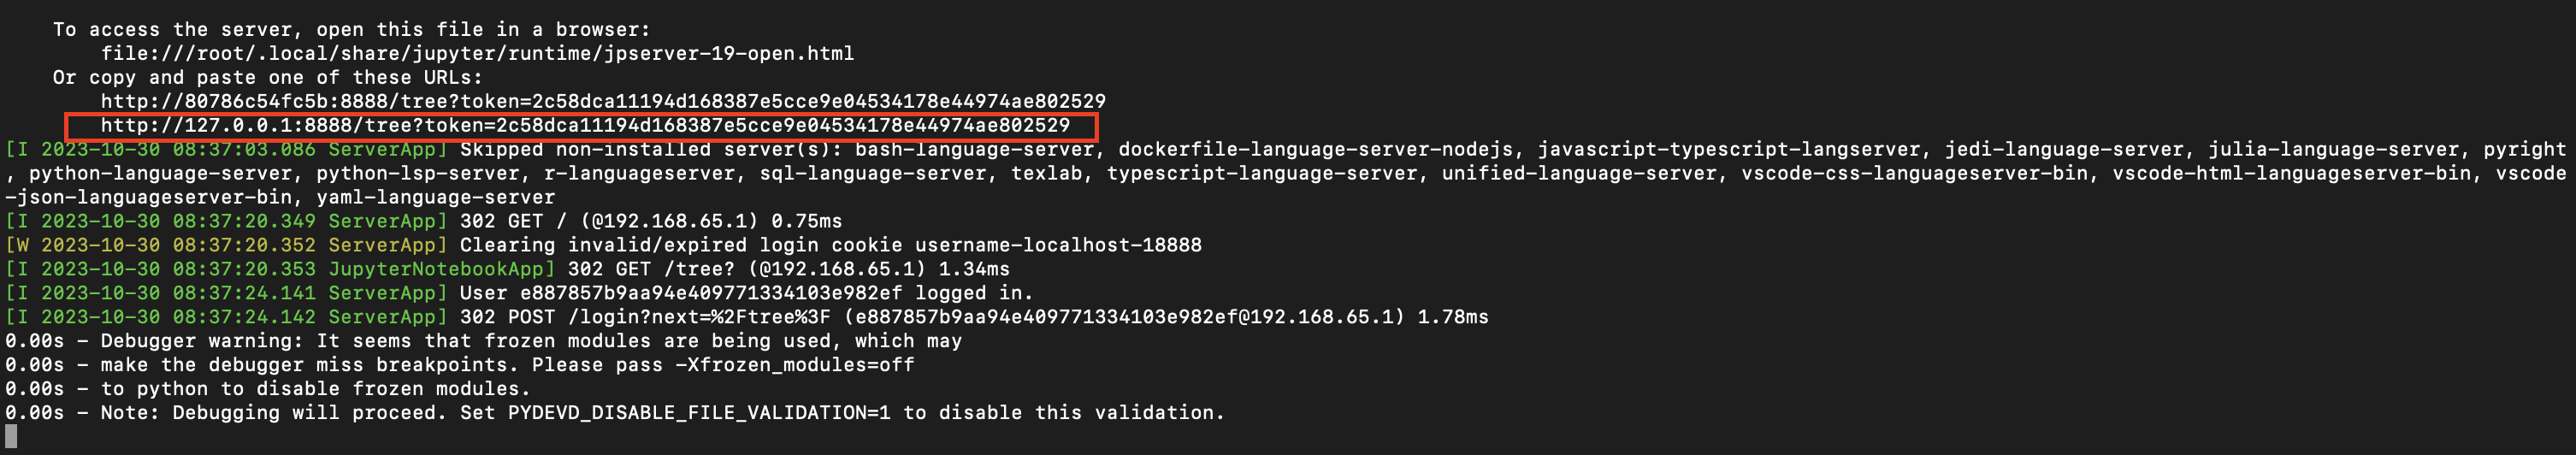 To access the server, open this file in a browser:
file:///root/.local/share/jupyter/runtime/jpserver-19-open.html
Or copy and paste one of these URLs:
http://80786c54fc5b:8888/tree?token=2c58dca11194d168387e5cce9e04534178e44974ae802529
http://127.0.0.1:8888/tree?token=2c58dca11194d168387e5cce9e04534178e44974ae802529
[I 2023-10-30 08:37:03.086 ServerApp] Skipped non-installed server(s): bash-language-server, dockerfile-language-server-nodejs, javascript-typescript-langserver, jedi-language-server, julia-language-server, pyright
, python-language-server, python-lsp-server, r-languageserver, sql-language-server, texlab, typescript-language-server, unified-language-server, vscode-css-languageserver-bin, vscode-html-languageserver-bin, vscode
-json-languageserver-bin, yaml-language-server
[I 2023-10-30 08:37:20.349 ServerApp] 302 GET / (@192.168.65.1) 0.75ms
[W 2023-10-30 08:37:20.352 ServerApp] Clearing invalid/expired login cookie username-localhost-18888
[I 2023-10-30 08:37:20.353 JupyterNotebookApp] 302 GET /tree? (@192.168.65.1) 1.34ms
[I 2023-10-30 08:37:24.141 ServerApp] User e887857b9aa94e409771334103e982ef logged in.
[I 2023-10-30 08:37:24.142 ServerApp] 302 POST /login?next=%2Ftree%3F (e887857b9aa94e409771334103e982ef@192.168.65.1) 1.78ms
0.00s - Debugger warning: It seems that frozen modules are being used, which may
0.00s - make the debugger miss breakpoints. Please pass -Xfrozen_modules=off
0.00s - to python to disable frozen modules.
0.00s - Note: Debugging will proceed. Set PYDEVD_DISABLE_FILE_VALIDATION=1 to disable this validation.